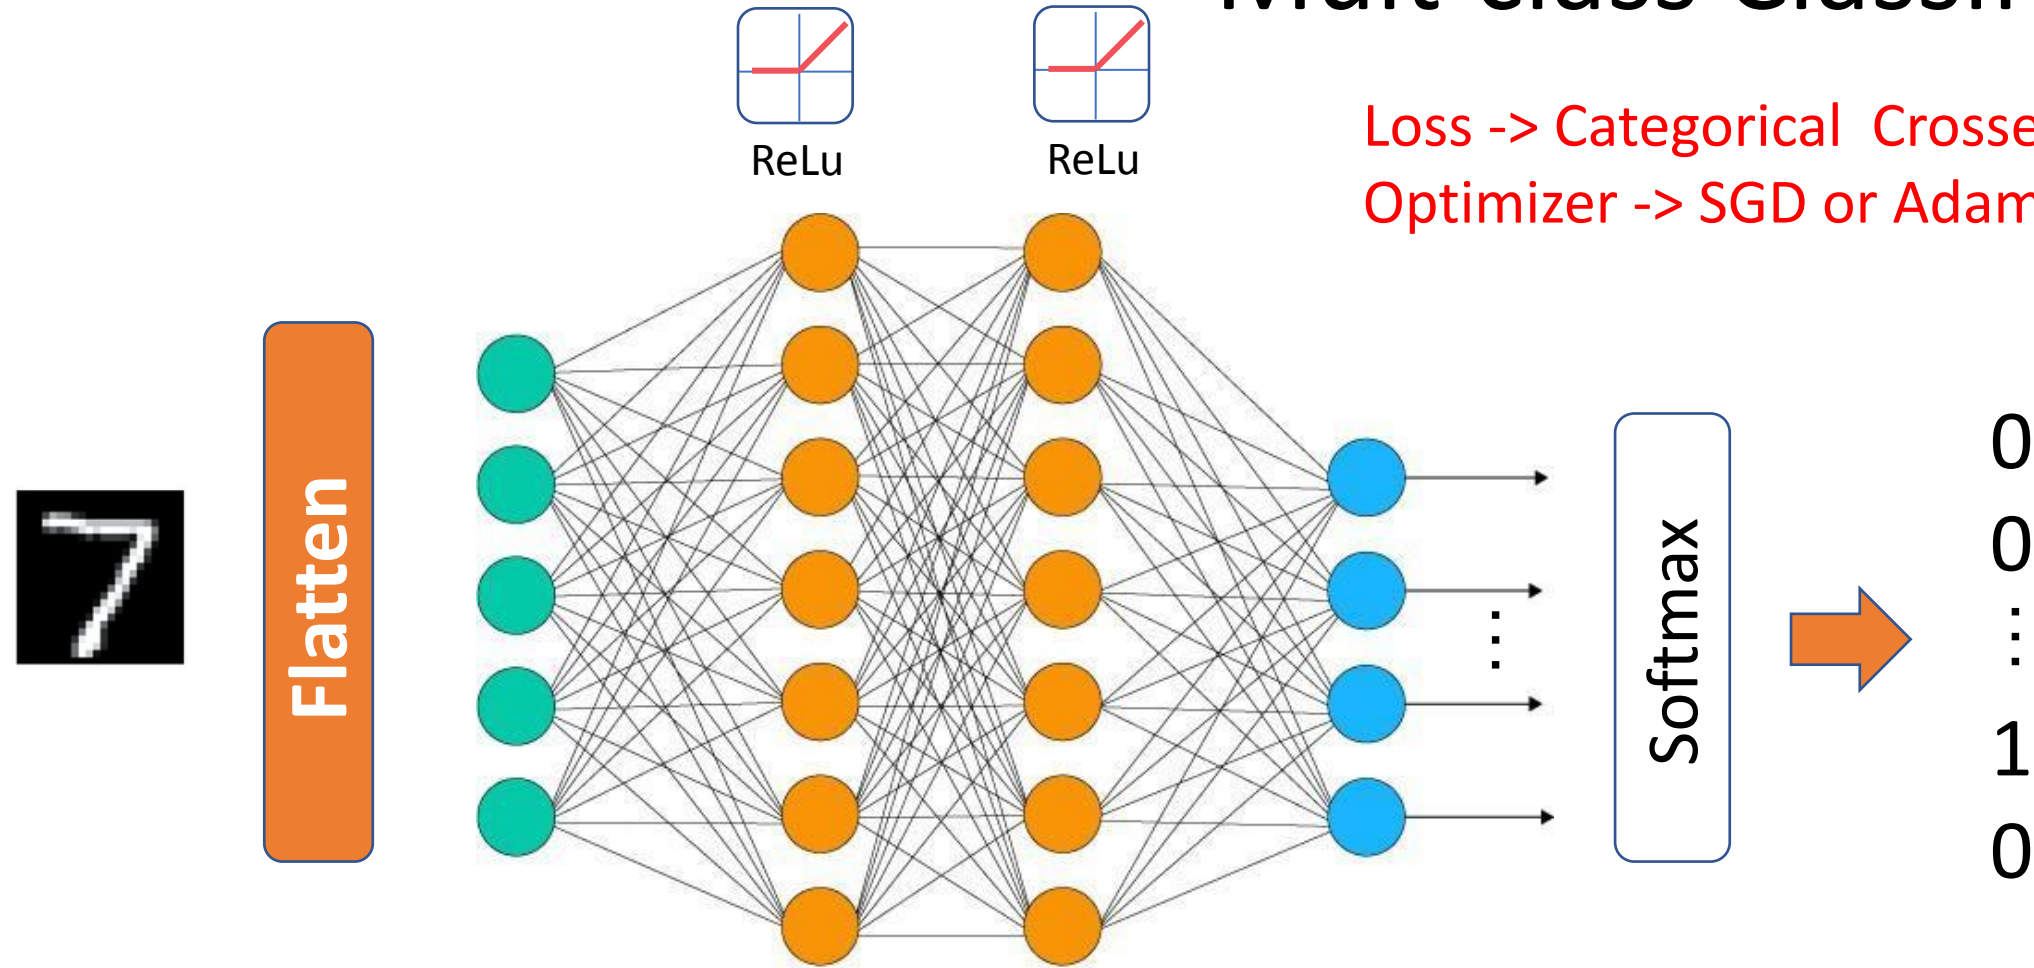 ReLu
ReLu
Loss -> Categorical Crosse
Optimizer -> SGD or Adam
Flatten
7
Softmax
0
0
⋮
⋮
1
0